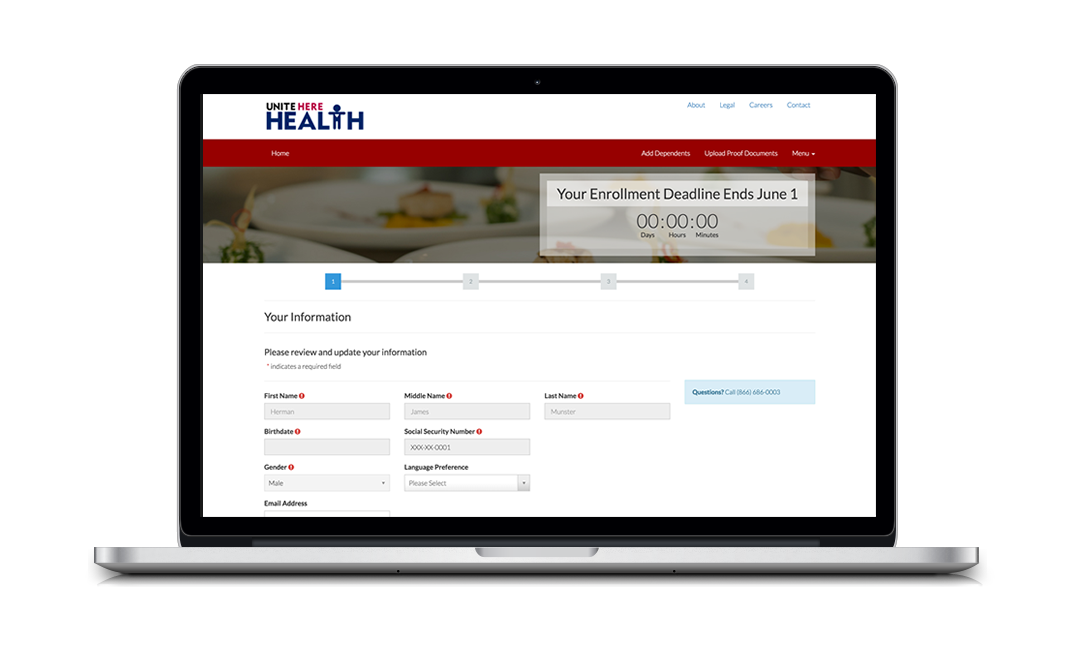 UNITE HERE
HEALTH
About Legal Careers Contact
Home Add Dependents Upload Proof Documents Menu
Your Enrollment Deadline Ends June 1
00:00:00
Days Hours Minutes
1 2 3 4
Your Information
Please review and update your information
* indicates a required field
Questions? Call (866) 686-0003
First Name Middle Name Last Name
Herman James Munster
Birthdate Social Security Number
XXX-XX-0001
Gender Language Preference
Male Please Select
Email Address